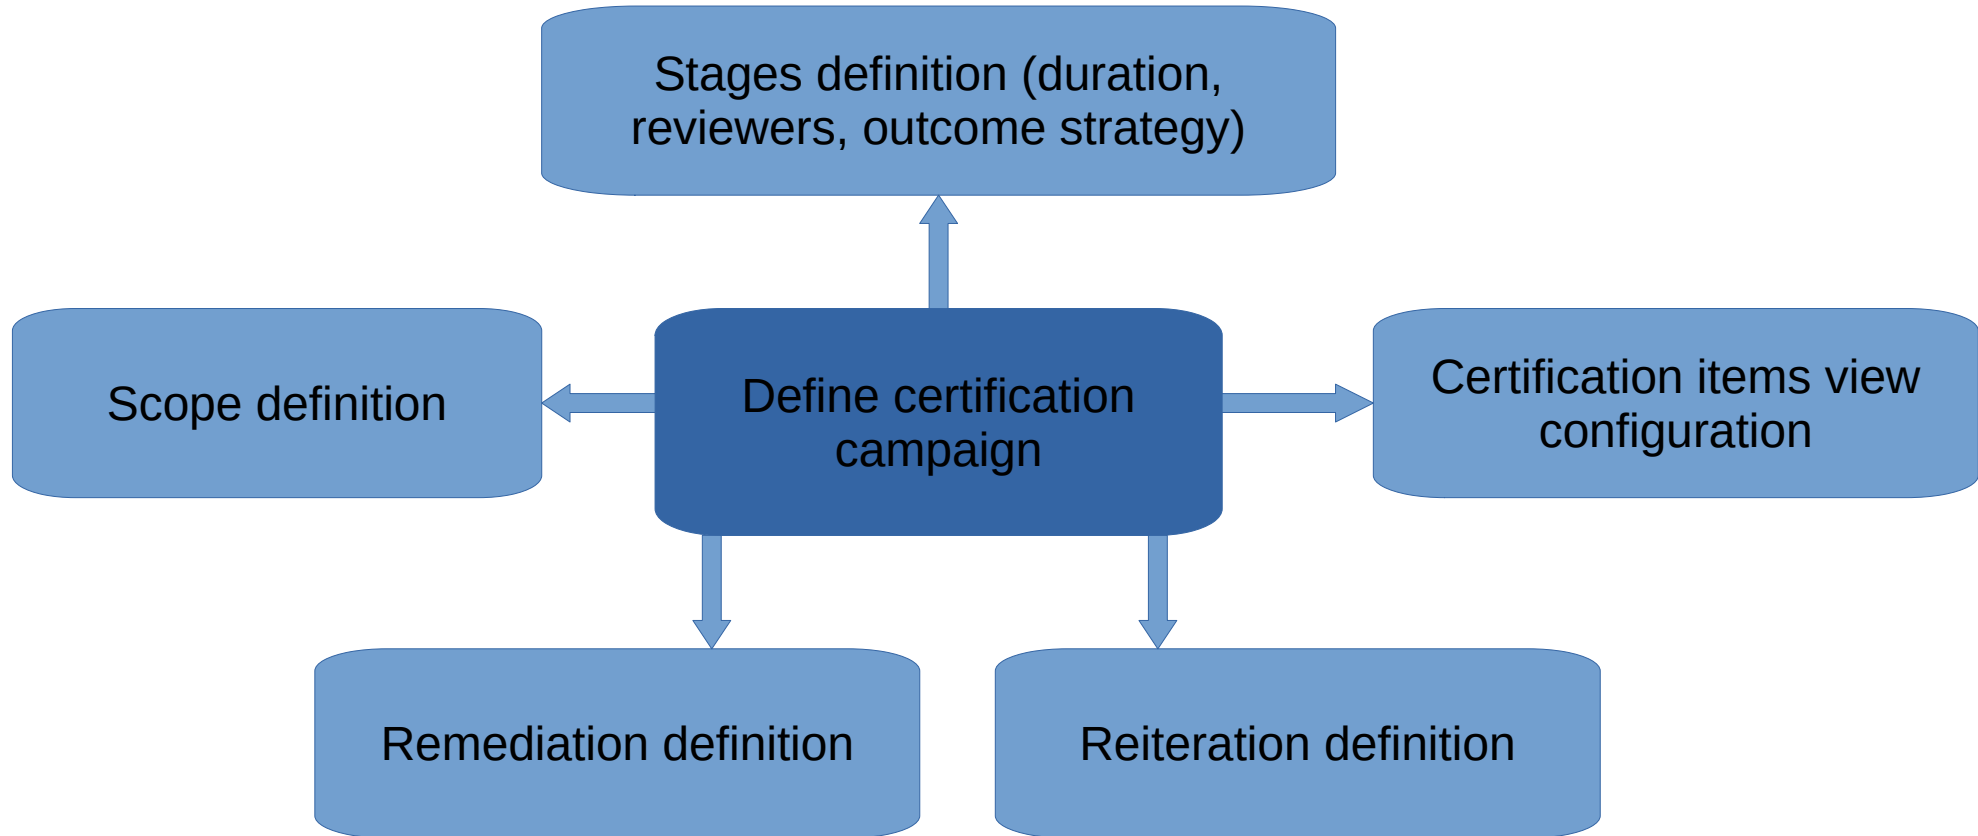 Stages definition (duration,
reviewers, outcome strategy)
Scope definition
Define certification
campaign
Certification items view
configuration
Remediation definition
Reiteration definition